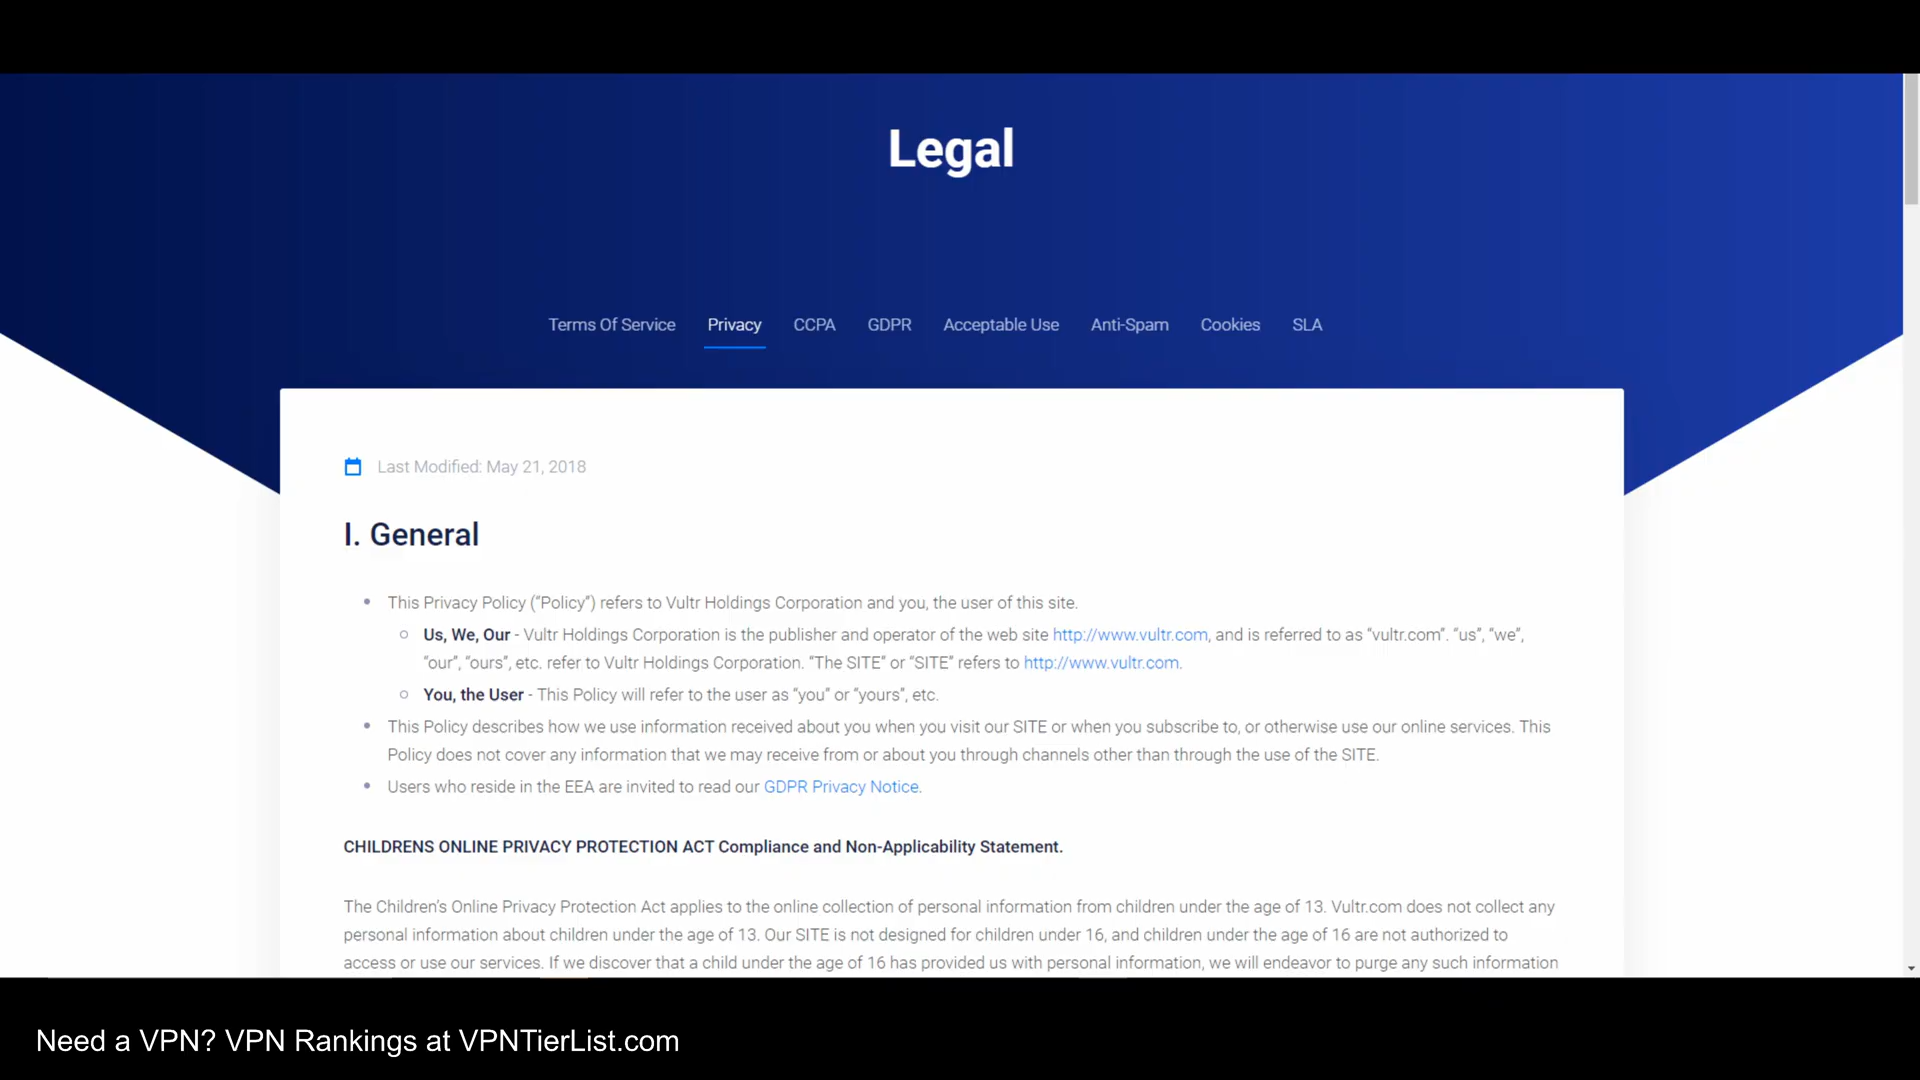 Legal
Terms Of Service Privacy CCPA GDPR Acceptable Use Anti-Spam Cookies SLA
Last Modified: May 21, 2018
I. General
This Privacy Policy (“Policy”) refers to Vultr Holdings Corporation and you, the user of this site.
Us, We, Our - Vultr Holdings Corporation is the publisher and operator of the web site http://www.vultr.com, and is referred to as “vultr.com”. “us”, “we”,
“our”, “ours”, etc. refer to Vultr Holdings Corporation. “The SITE” or “SITE” refers to http://www.vultr.com.
You, the User - This Policy will refer to the user as “you” or “yours”, etc.
This Policy describes how we use information received about you when you visit our SITE or when you subscribe to, or otherwise use our online services. This
Policy does not cover any information that we may receive from or about you through channels other than through the use of the SITE.
Users who reside in the EEA are invited to read our GDPR Privacy Notice.
CHILDRENS ONLINE PRIVACY PROTECTION ACT Compliance and Non-Applicability Statement.
The Children’s Online Privacy Protection Act applies to the online collection of personal information from children under the age of 13. Vultr.com does not collect any
personal information about children under the age of 13. Our SITE is not designed for children under 16, and children under the age of 16 are not authorized to
access or use our services. If we discover that a child under the age of 16 has provided us with personal information, we will endeavor to purge any such information
Need a VPN? VPN Rankings at VPNTierList.com